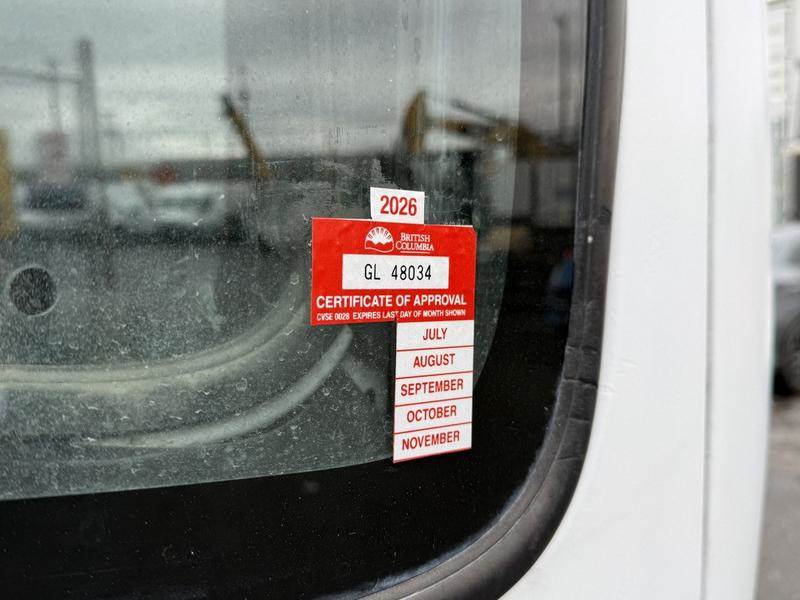 2026
BRITISH
COLUMBIA
GL 48034
CERTIFICATE OF APPROVAL
CVSE 0028 EXPIRES LAST DAY OF MONTH SHOWN
JULY
AUGUST
SEPTEMBER
OCTOBER
NOVEMBER